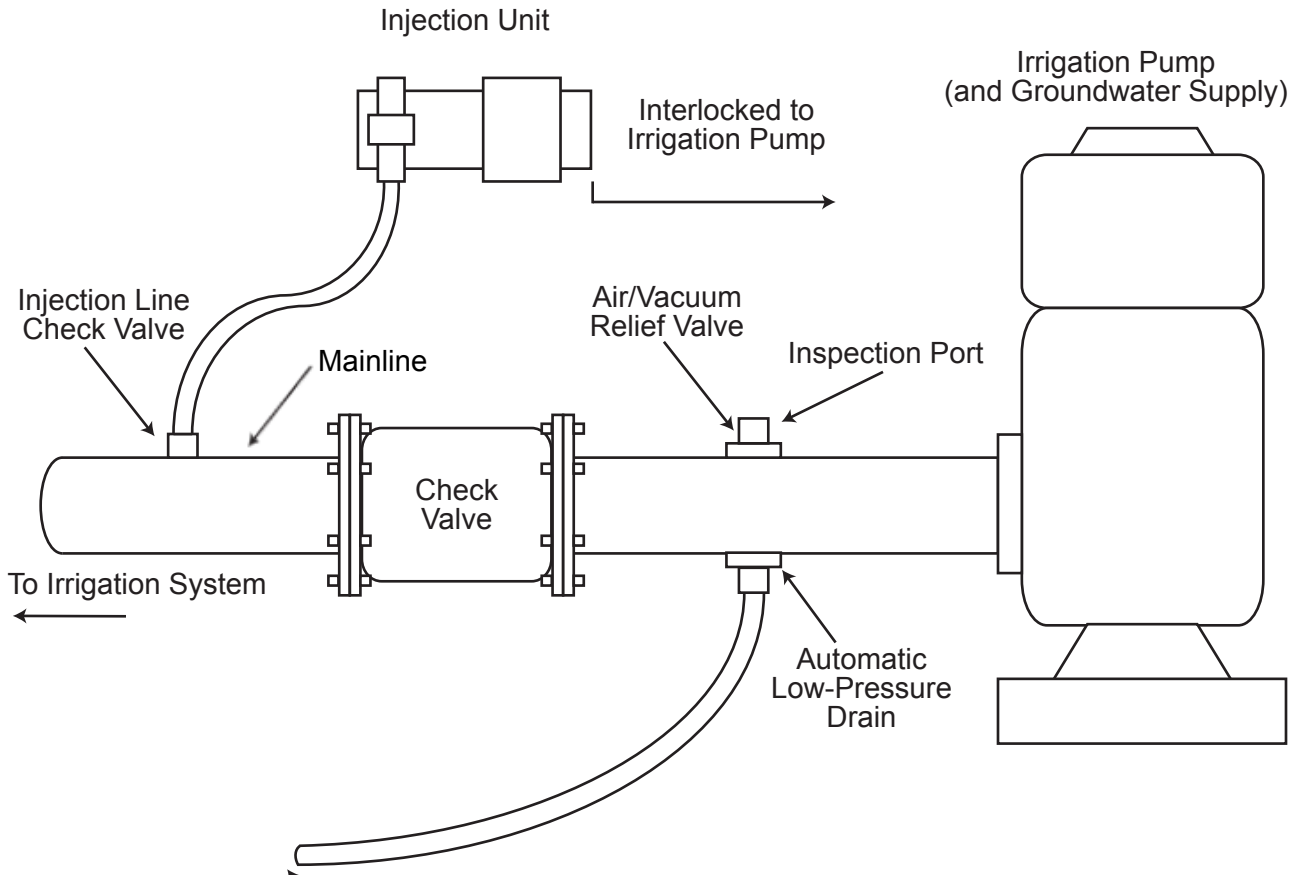 Injection Unit
Irrigation Pump
(and Groundwater Supply)
Interlocked to
Irrigation Pump
Injection Line
Check Valve
Air/Vacuum
Relief Valve
Inspection Port
Mainline
Check
Valve
To Irrigation System
Automatic
Low-Pressure
Drain